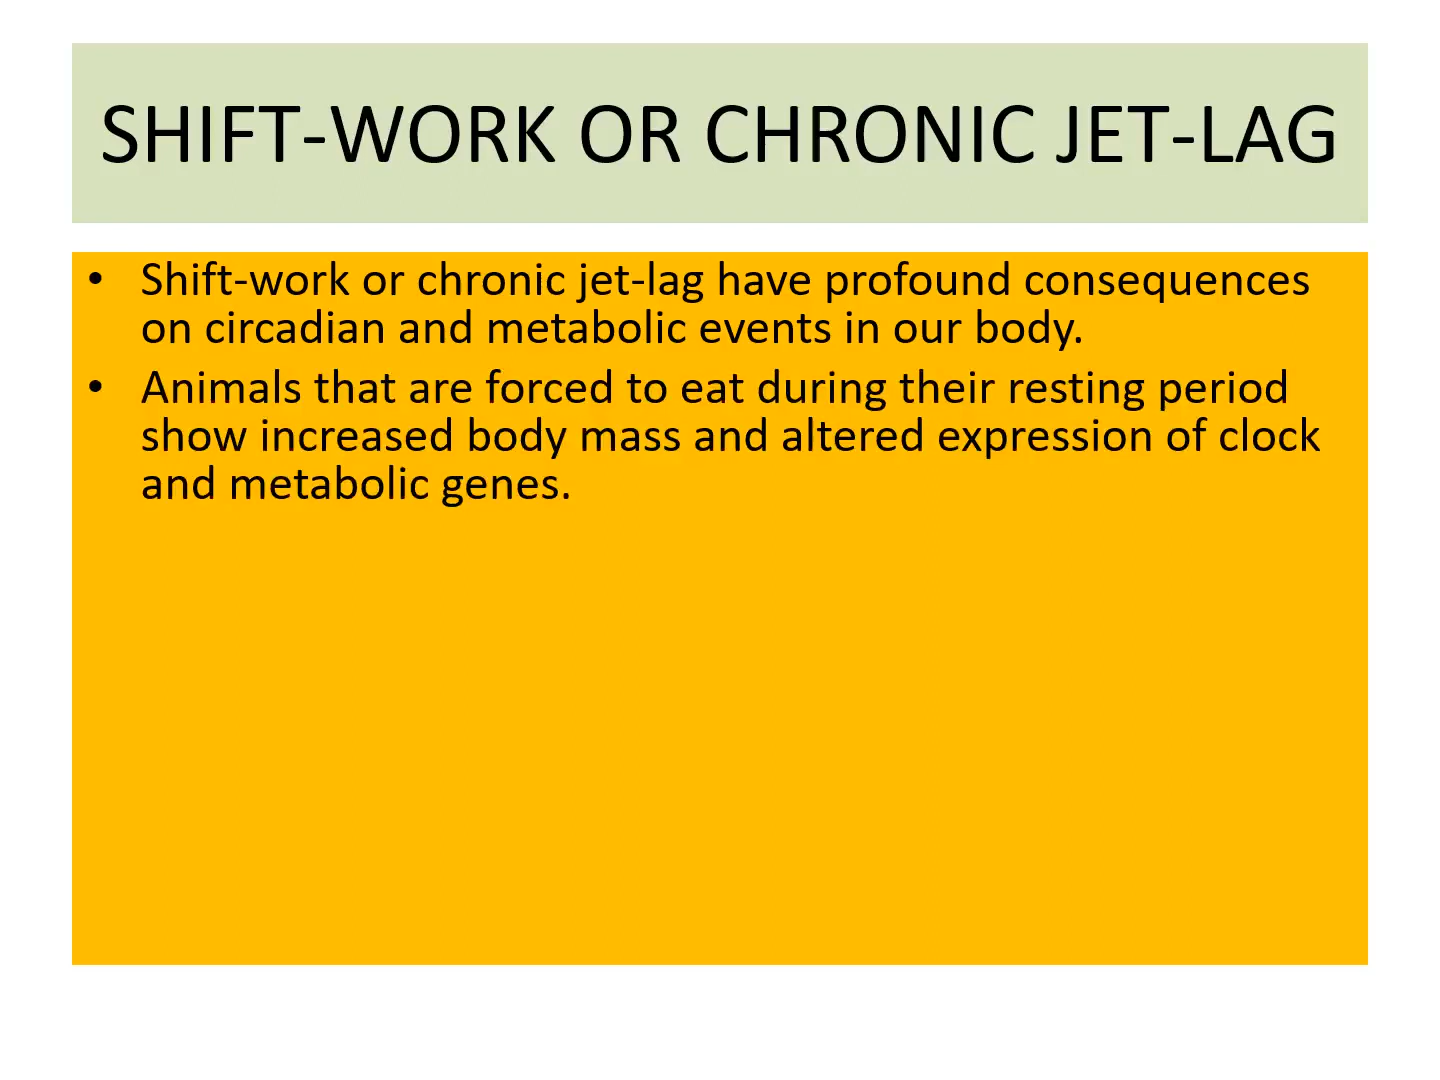 SHIFT-WORK OR CHRONIC JET-LAG
• Shift-work or chronic jet-lag have profound consequences
on circadian and metabolic events in our body.
• Animals that are forced to eat during their resting period
show increased body mass and altered expression of clock
and metabolic genes.